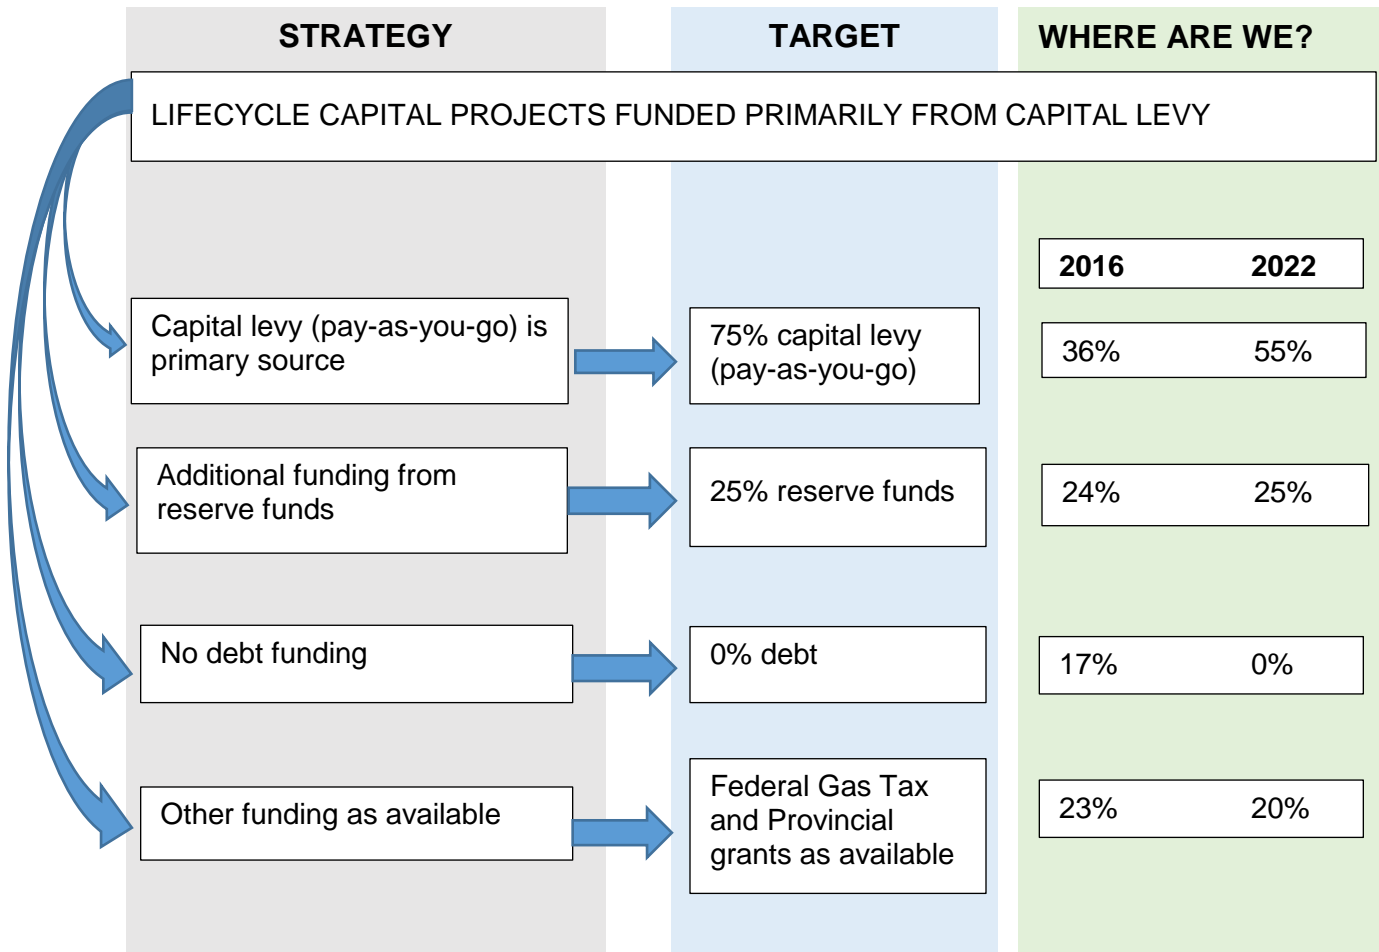 STRATEGY TARGET WHERE ARE WE?
LIFECYCLE CAPITAL PROJECTS FUNDED PRIMARILY FROM CAPITAL LEVY
2016 2022
Capital levy (pay-as-you-go) is
primary source
75% capital levy
(pay-as-you-go)
36% 55%
Additional funding from
reserve funds
25% reserve funds
24% 25%
No debt funding
0% debt
17% 0%
Other funding as available
Federal Gas Tax
and Provincial
grants as available
23% 20%